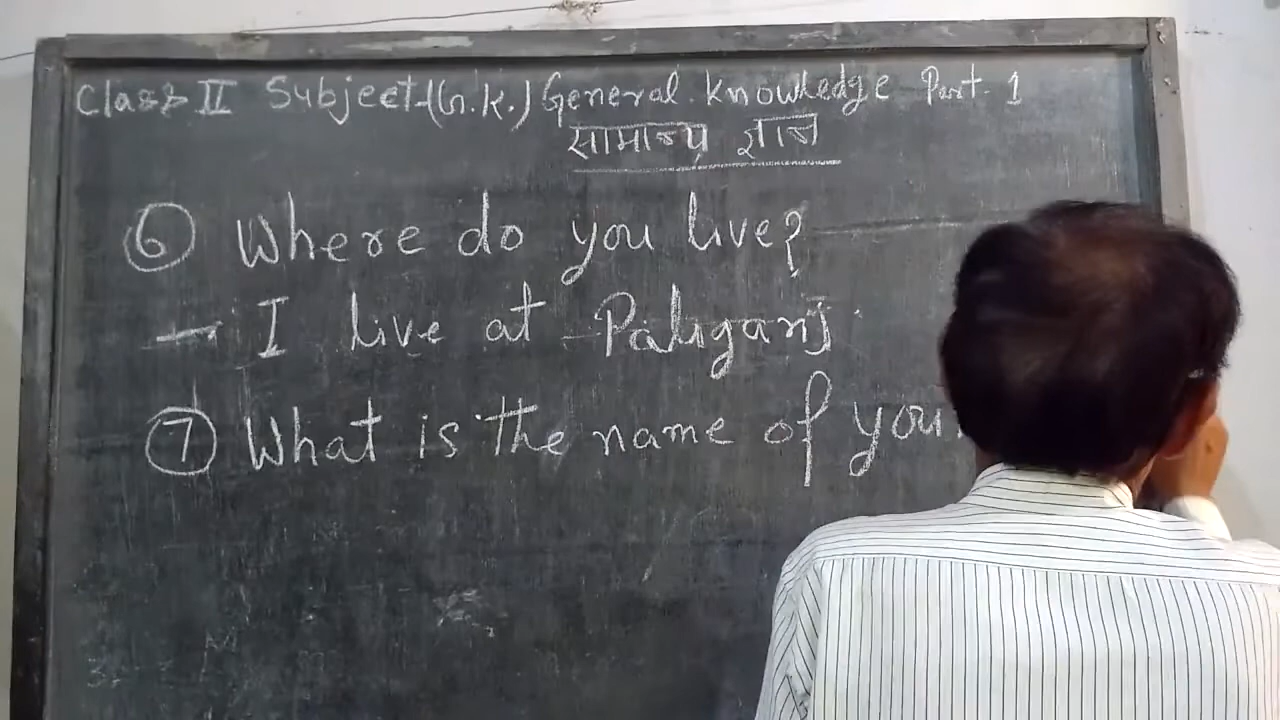 Class II Subject-(G.K.) General Knowledge Part-1
सामान्य ज्ञान
6 Where do you live?
– I live at Paliganj.
7 What is the name of you